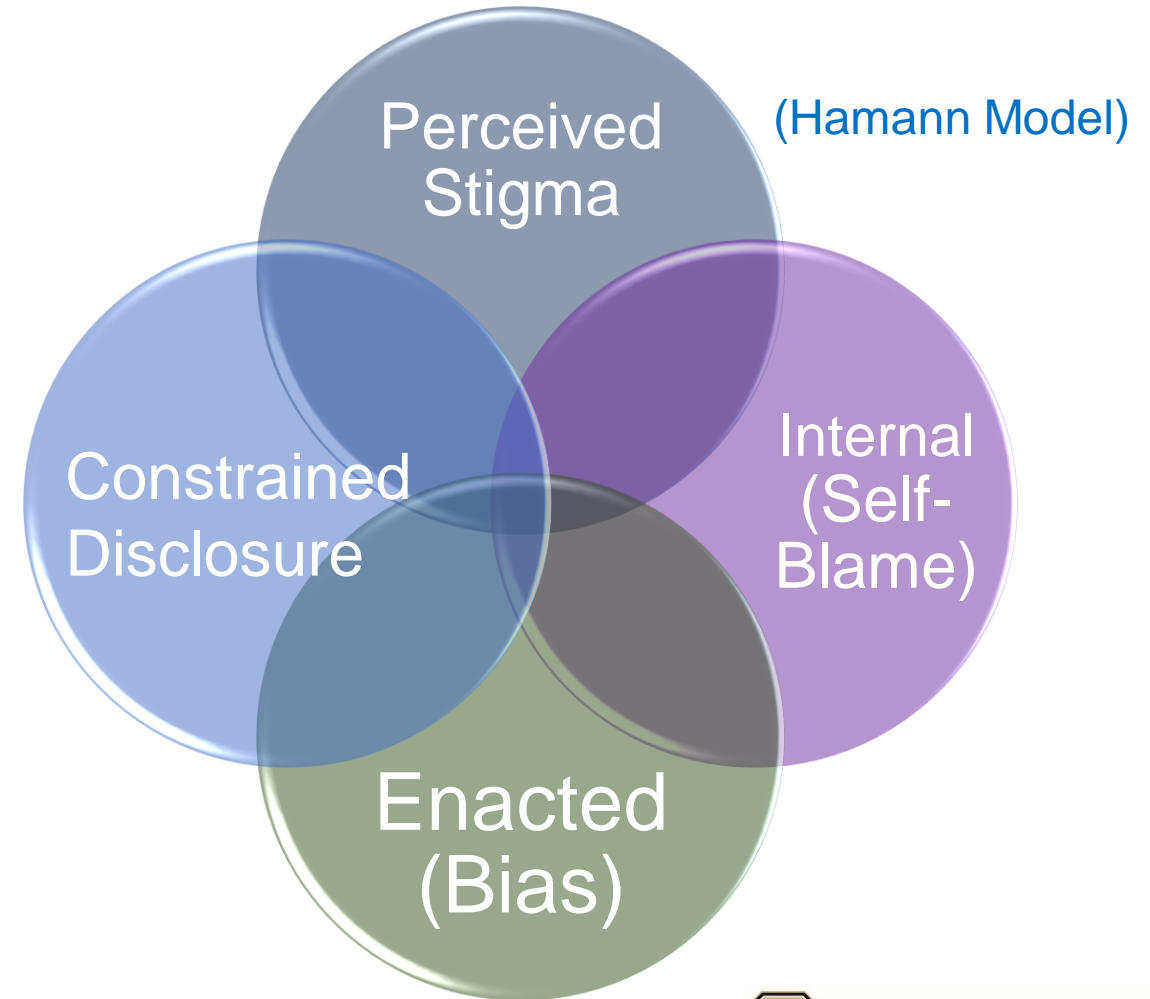 Perceived
Stigma
(Hamann Model)
Constrained
Disclosure
Internal
(Self-
Blame)
Enacted
(Bias)